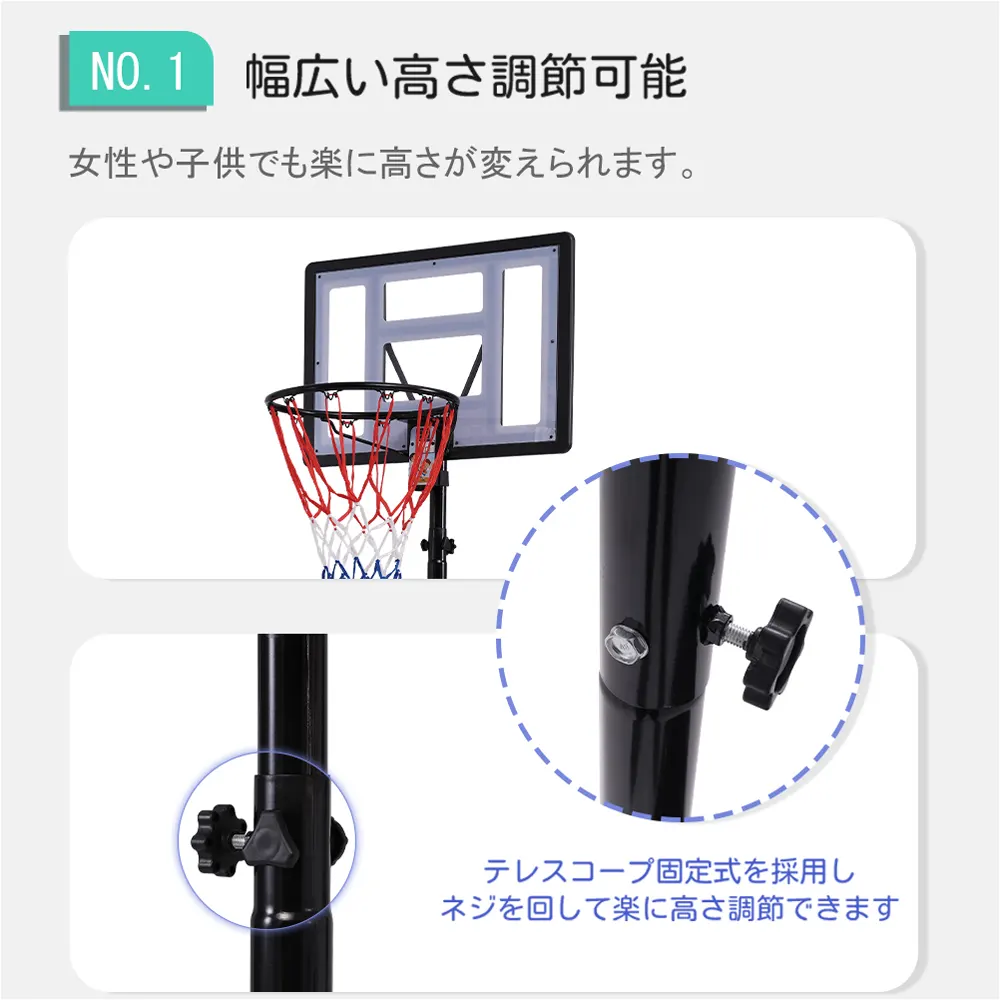 NO.1
幅広い高さ調節可能
女性や子供でも楽に高さが変えられます。
テレスコープ固定式を採用し
ネジを回して楽に高さ調節できます